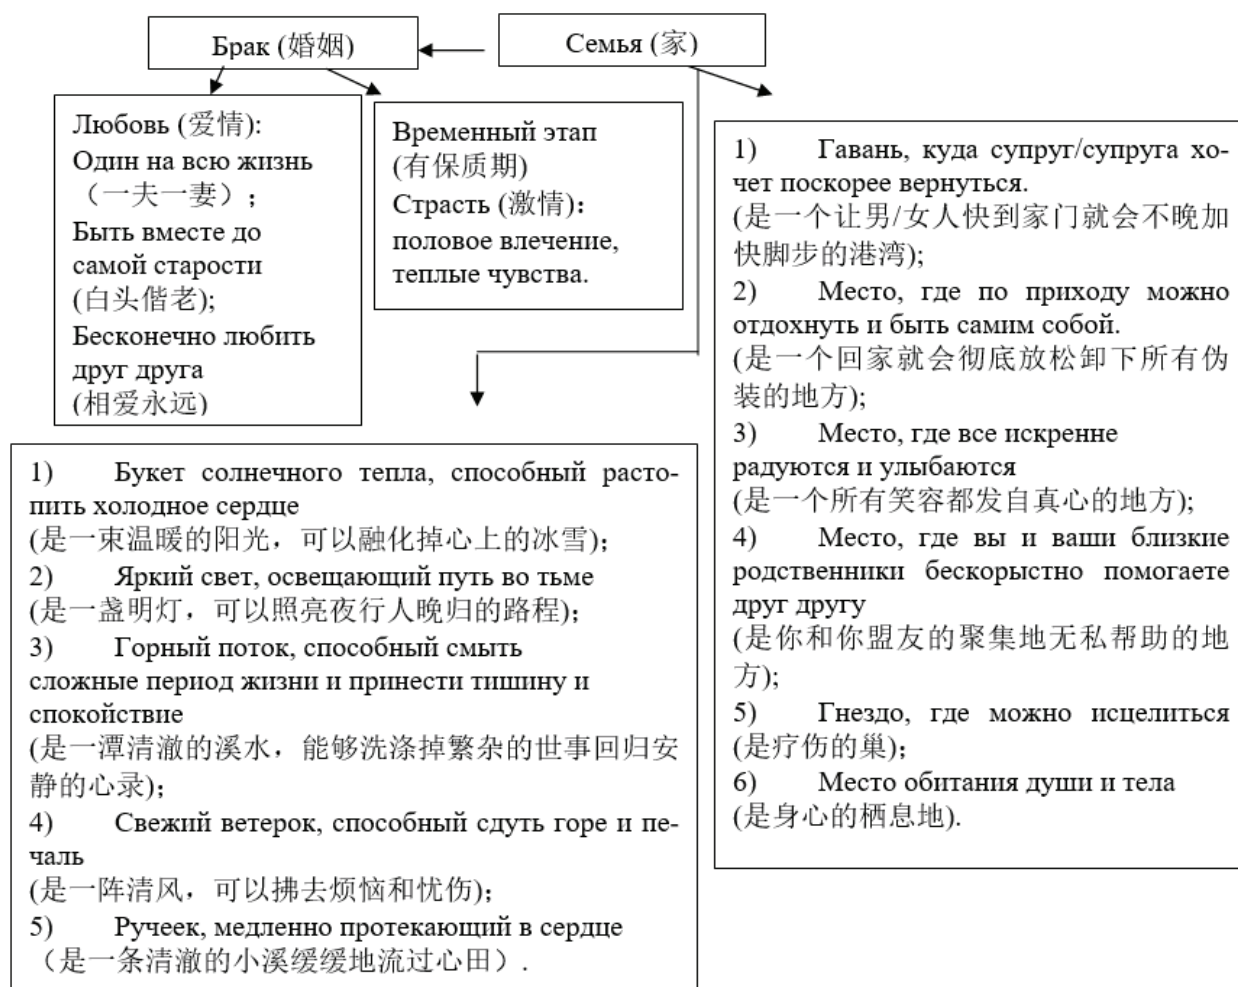 Брак (婚姻)
Семья (家)
Любовь (爱情):
Один на всю жизнь
（一夫一妻）;
Быть вместе до
самой старости
(白头偕老);
Бесконечно любить
друг друга
(相爱永远)
Временный этап
(有保质期)
Страсть (激情)：
половое влечение,
теплые чувства.
1) Гавань, куда супруг/супруга хо-
чет поскорее вернуться.
(是一个让男/女人快到家门就会不晚加
快脚步的港湾);
2) Место, где по приходу можно
отдохнуть и быть самим собой.
(是一个回家就会彻底放松卸下所有伪
装的地方);
3) Место, где все искренне
радуются и улыбаются
(是一个所有笑容都发自真心的地方);
4) Место, где вы и ваши близкие
родственники бескорыстно помогаете
друг другу
(是你和你盟友的聚集地无私帮助的地
方);
5) Гнездо, где можно исцелиться
(是疗伤的巢)；
6) Место обитания души и тела
(是身心的栖息地).
1) Букет солнечного тепла, способный расто-
пить холодное сердце
(是一束温暖的阳光，可以融化掉心上的冰雪)；
2) Яркий свет, освещающий путь во тьме
(是一盏明灯，可以照亮夜行人晚归的路程)；
3) Горный поток, способный смыть
сложные период жизни и принести тишину и
спокойствие
(是一潭清澈的溪水，能够洗涤掉繁杂的世事回归安
静的心录)；
4) Свежий ветерок, способный сдуть горе и пе-
чаль
(是一阵清风，可以拂去烦恼和忧伤)；
5) Ручеек, медленно протекающий в сердце
（是一条清澈的小溪缓缓地流过心田）.